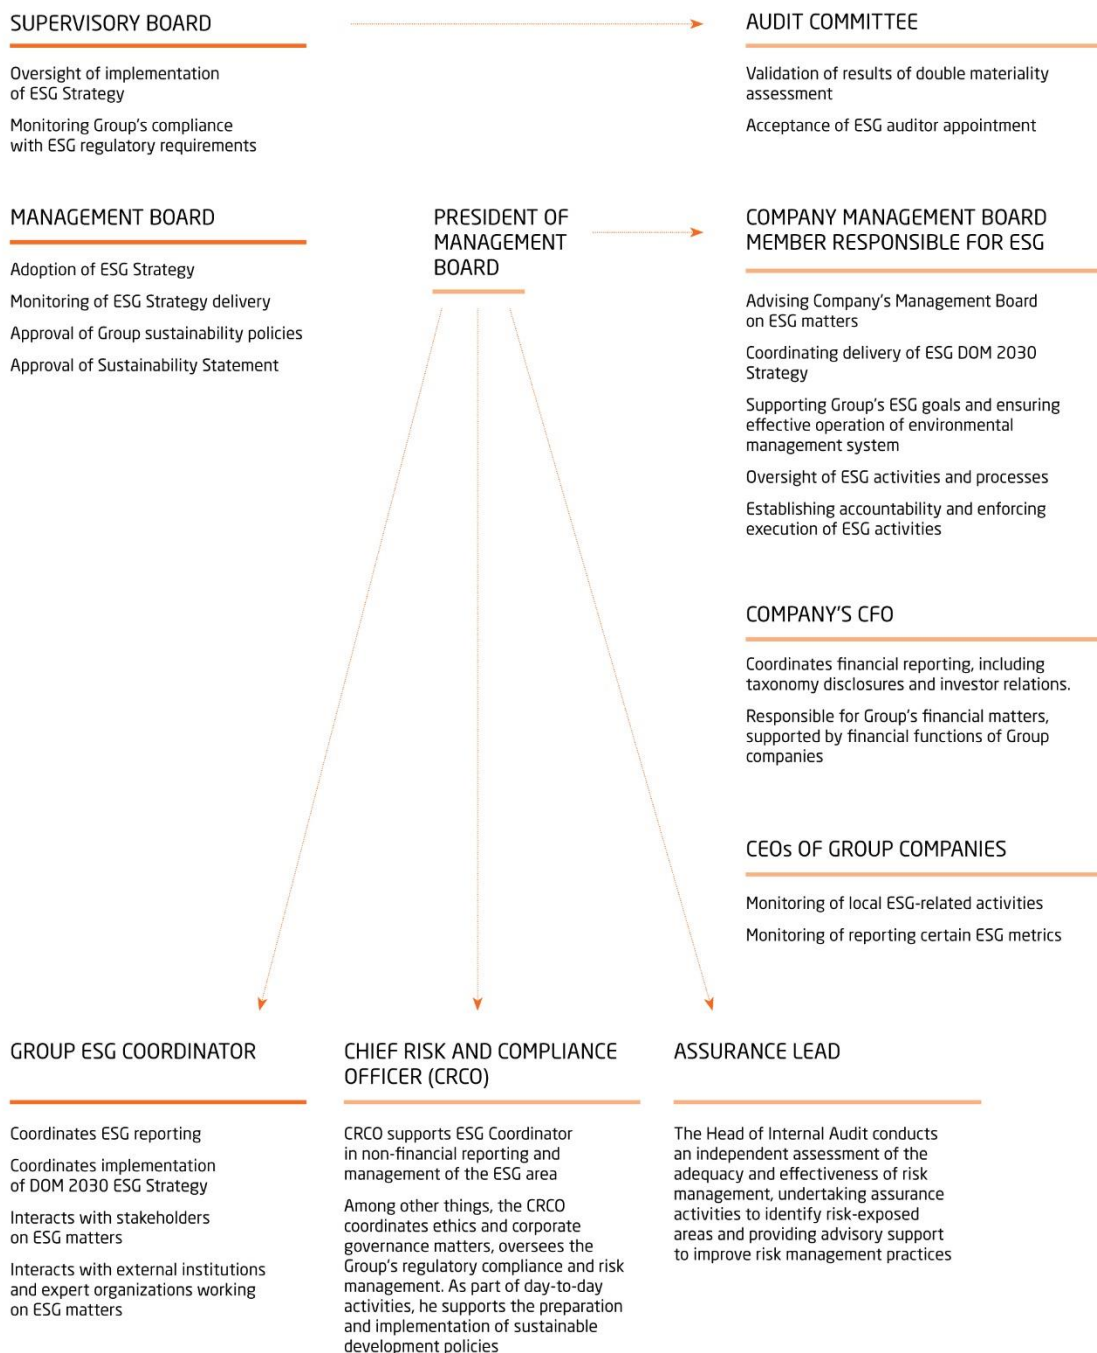 SUPERVISORY BOARD
Oversight of implementation
of ESG Strategy
Monitoring Group's compliance
with ESG regulatory requirements
AUDIT COMMITTEE
Validation of results of double materiality
assessment
Acceptance of ESG auditor appointment
MANAGEMENT BOARD
Adoption of ESG Strategy
Monitoring of ESG Strategy delivery
Approval of Group sustainability policies
Approval of Sustainability Statement
PRESIDENT OF
MANAGEMENT
BOARD
COMPANY MANAGEMENT BOARD
MEMBER RESPONSIBLE FOR ESG
Advising Company's Management Board
on ESG matters
Coordinating delivery of ESG DOM 2030
Strategy
Supporting Group's ESG goals and ensuring
effective operation of environmental
management system
Oversight of ESG activities and processes
Establishing accountability and enforcing
execution of ESG activities
COMPANY'S CFO
Coordinates financial reporting, including
taxonomy disclosures and investor relations.
Responsible for Group's financial matters,
supported by financial functions of Group
companies
CEOs OF GROUP COMPANIES
Monitoring of local ESG-related activities
Monitoring of reporting certain ESG metrics
GROUP ESG COORDINATOR
Coordinates ESG reporting
Coordinates implementation
of DOM 2030 ESG Strategy
Interacts with stakeholders
on ESG matters
Interacts with external institutions
and expert organizations working
on ESG matters
CHIEF RISK AND COMPLIANCE
OFFICER (CRCO)
CRCO supports ESG Coordinator
in non-financial reporting and
management of the ESG area
Among other things, the CRCO
coordinates ethics and corporate
governance matters, oversees the
Group's regulatory compliance and risk
management. As part of day-to-day
activities, he supports the preparation
and implementation of sustainable
development policies
ASSURANCE LEAD
The Head of Internal Audit conducts
an independent assessment of the
adequacy and effectiveness of risk
management, undertaking assurance
activities to identify risk-exposed
areas and providing advisory support
to improve risk management practices